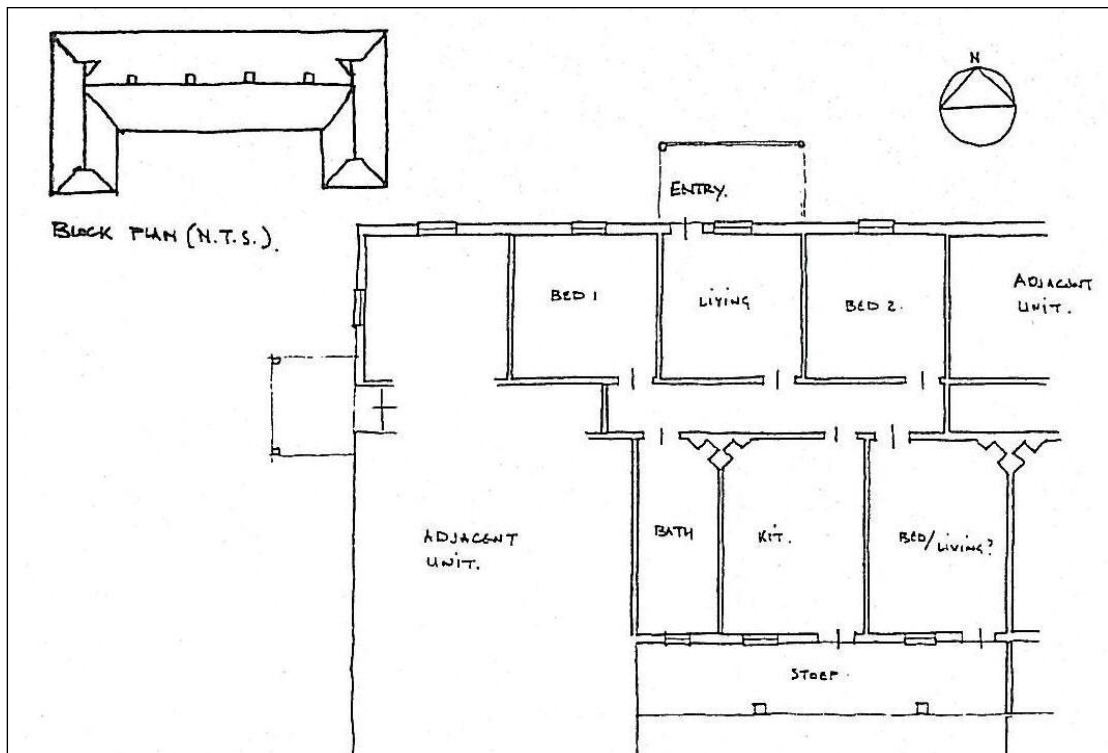 N
BLOCK PLAN (N.T.S.).
ENTRY.
BED 1
LIVING
BED 2.
ADJACENT
UNIT.
ADJACENT
UNIT.
BATH
KIT.
BED/LIVING?
STOEP.